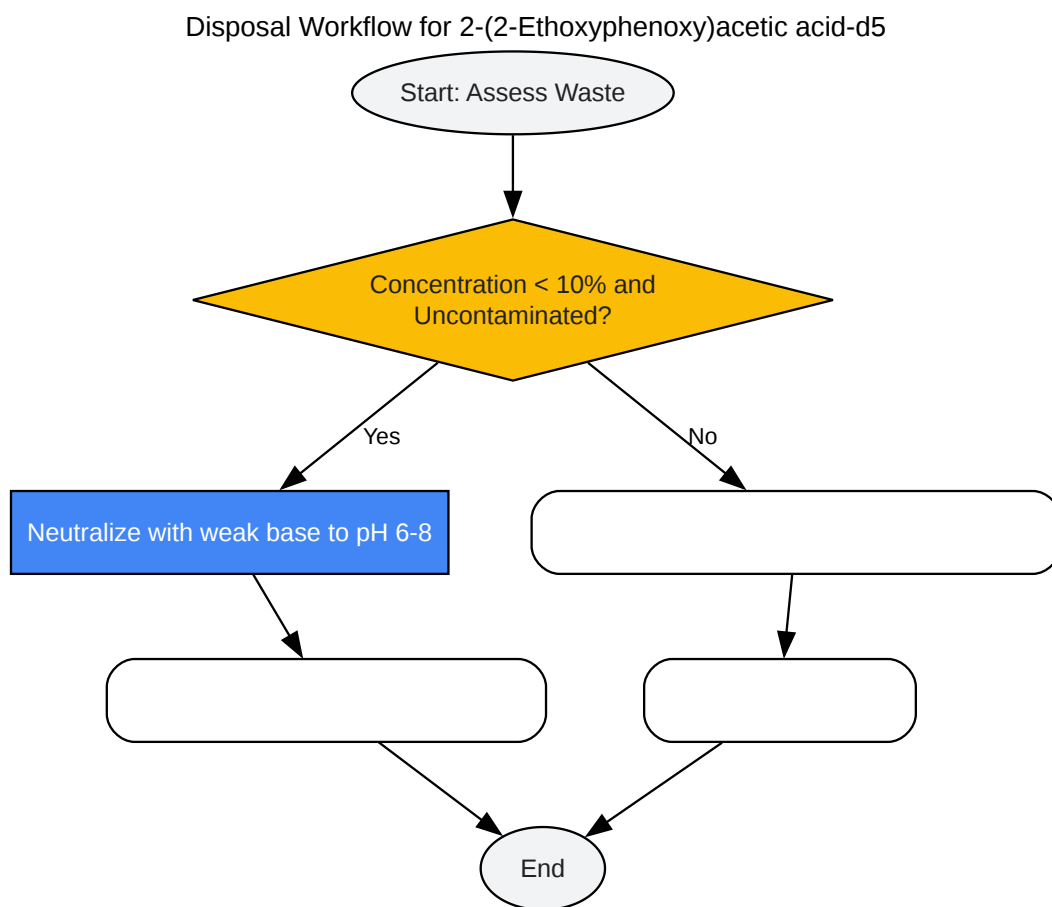 Disposal Workflow for 2-(2-Ethoxyphenoxy)acetic acid-d5
Start: Assess Waste
Concentration < 10% and
Uncontaminated?
Yes
No
Neutralize with weak base to pH 6-8
End